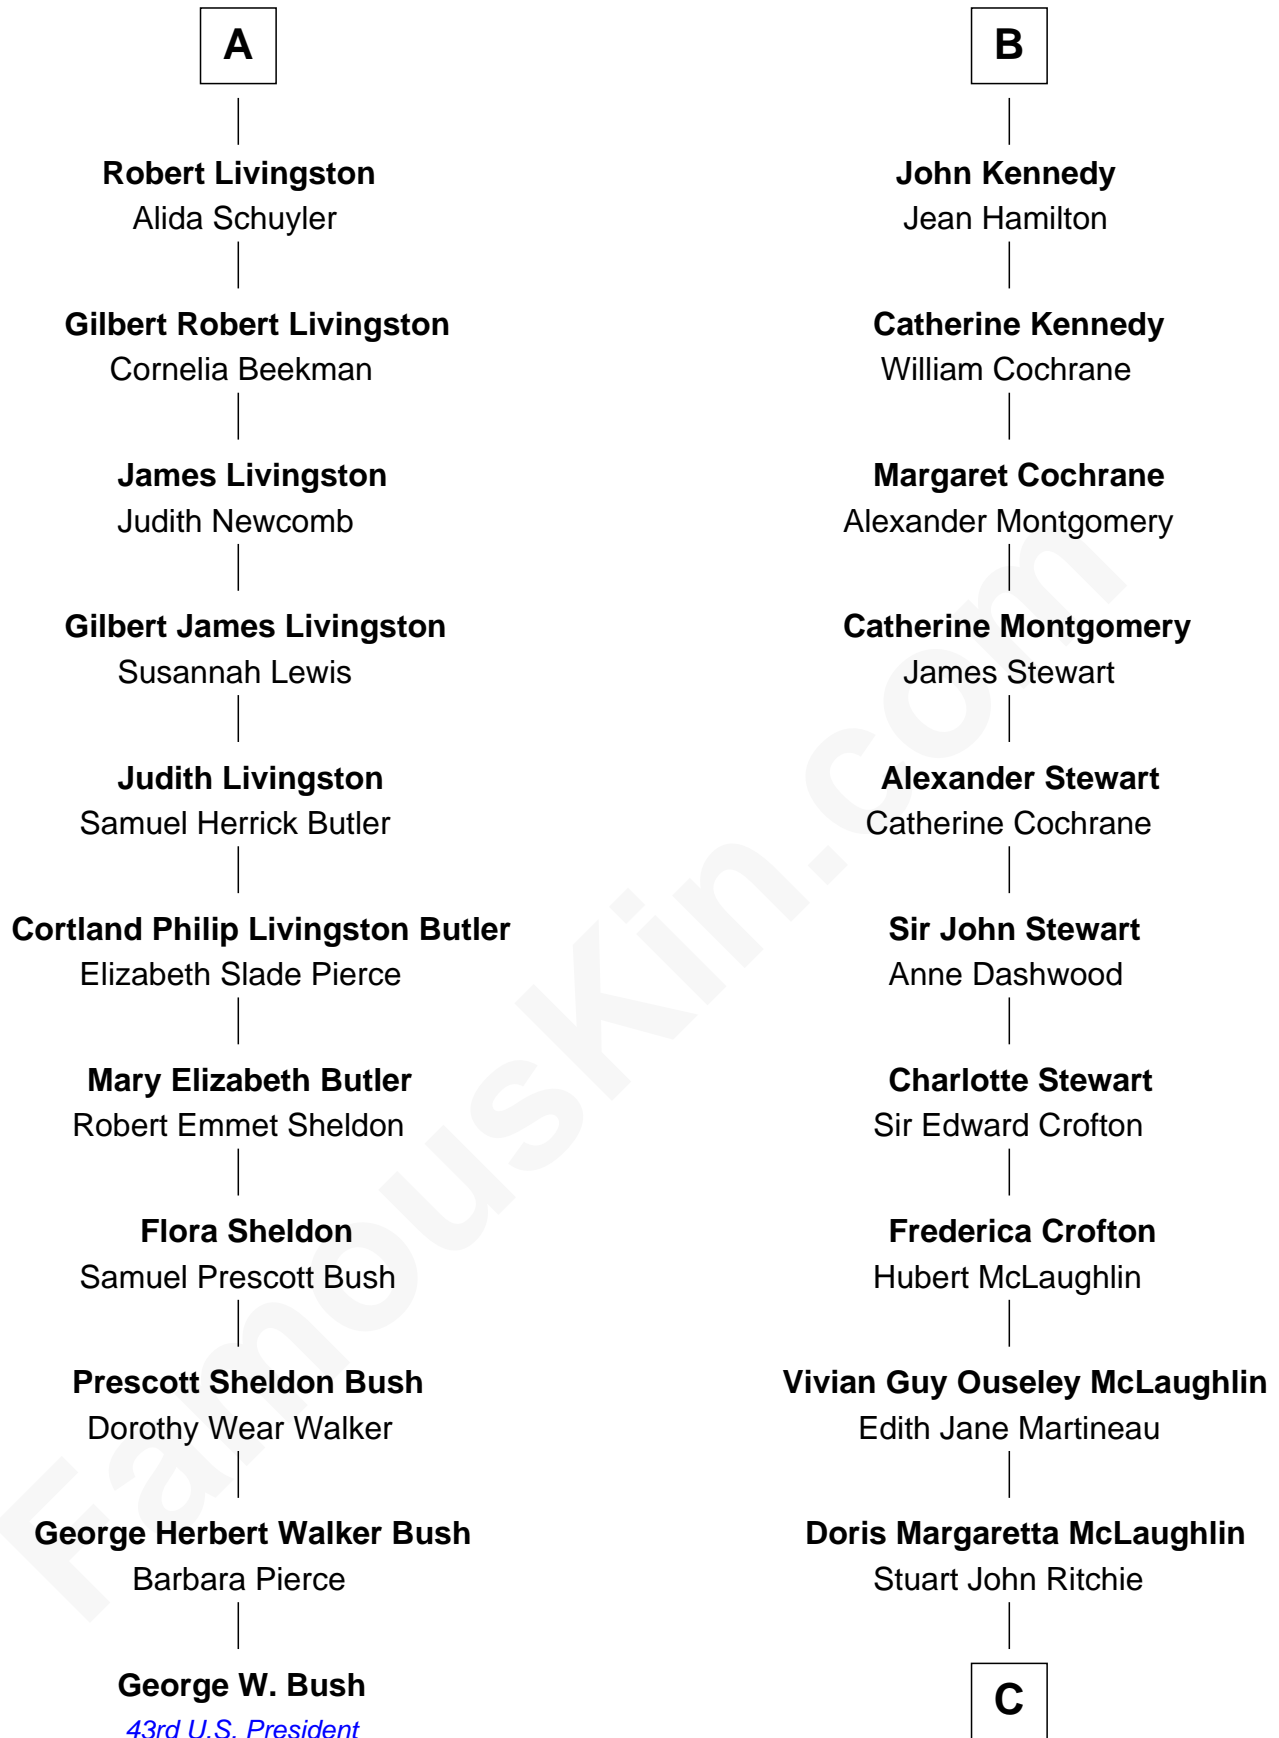 A
Robert Livingston
Alida Schuyler
Gilbert Robert Livingston
Cornelia Beekman
James Livingston
Judith Newcomb
Gilbert James Livingston
Susannah Lewis
Judith Livingston
Samuel Herrick Butler
Cortland Philip Livingston Butler
Elizabeth Slade Pierce
Mary Elizabeth Butler
Robert Emmet Sheldon
Flora Sheldon
Samuel Prescott Bush
Prescott Sheldon Bush
Dorothy Wear Walker
George Herbert Walker Bush
Barbara Pierce
George W. Bush
43rd U.S. President
B
John Kennedy
Jean Hamilton
Catherine Kennedy
William Cochrane
Margaret Cochrane
Alexander Montgomery
Catherine Montgomery
James Stewart
Alexander Stewart
Catherine Cochrane
Sir John Stewart
Anne Dashwood
Charlotte Stewart
Sir Edward Crofton
Frederica Crofton
Hubert McLaughlin
Vivian Guy Ouseley McLaughlin
Edith Jane Martineau
Doris Margaretta McLaughlin
Stuart John Ritchie
C
FamousKin.com